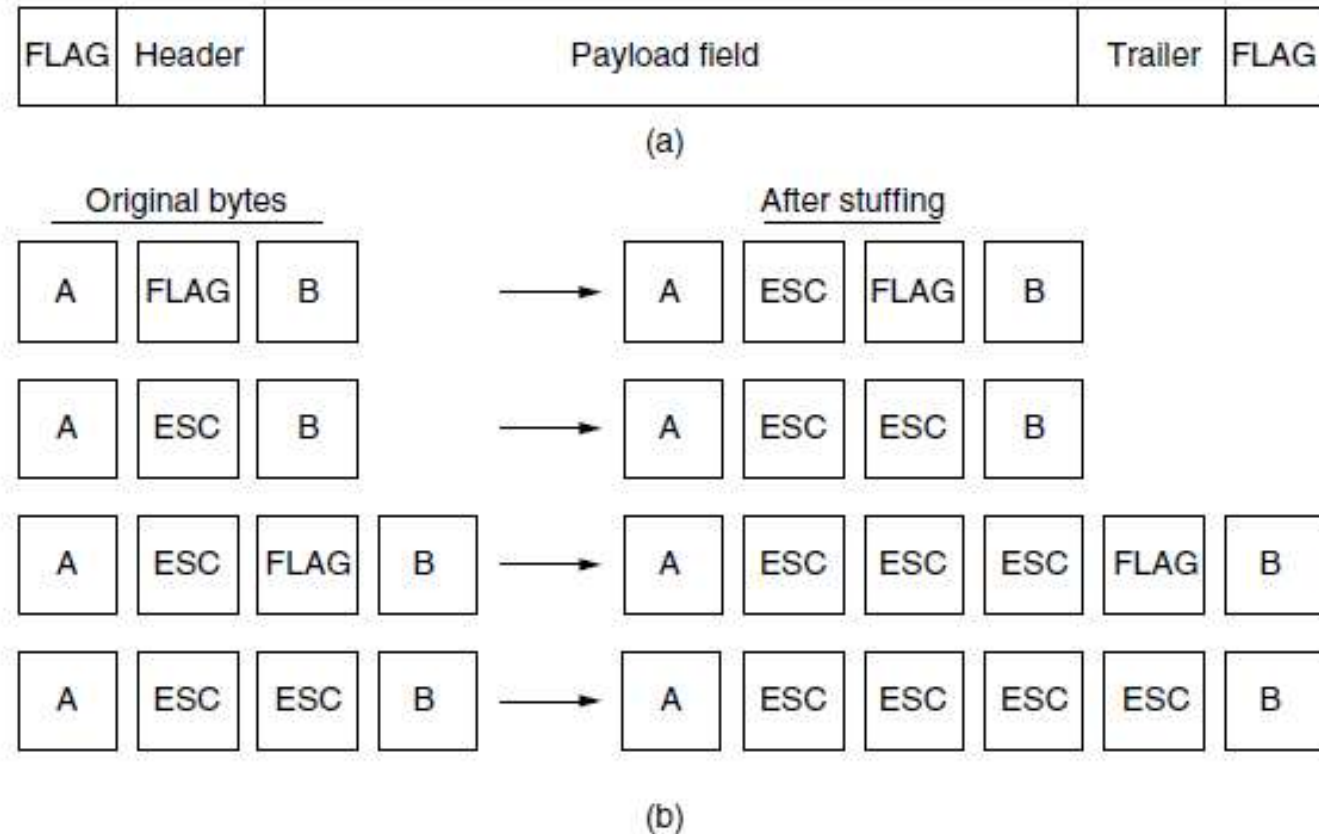 FLAG Header Payload field Trailer FLAG
(a)
Original bytes After stuffing
A FLAG B A ESC FLAG B
A ESC B A ESC ESC B
A ESC FLAG B A ESC ESC ESC FLAG B
A ESC ESC B A ESC ESC ESC ESC B
(b)